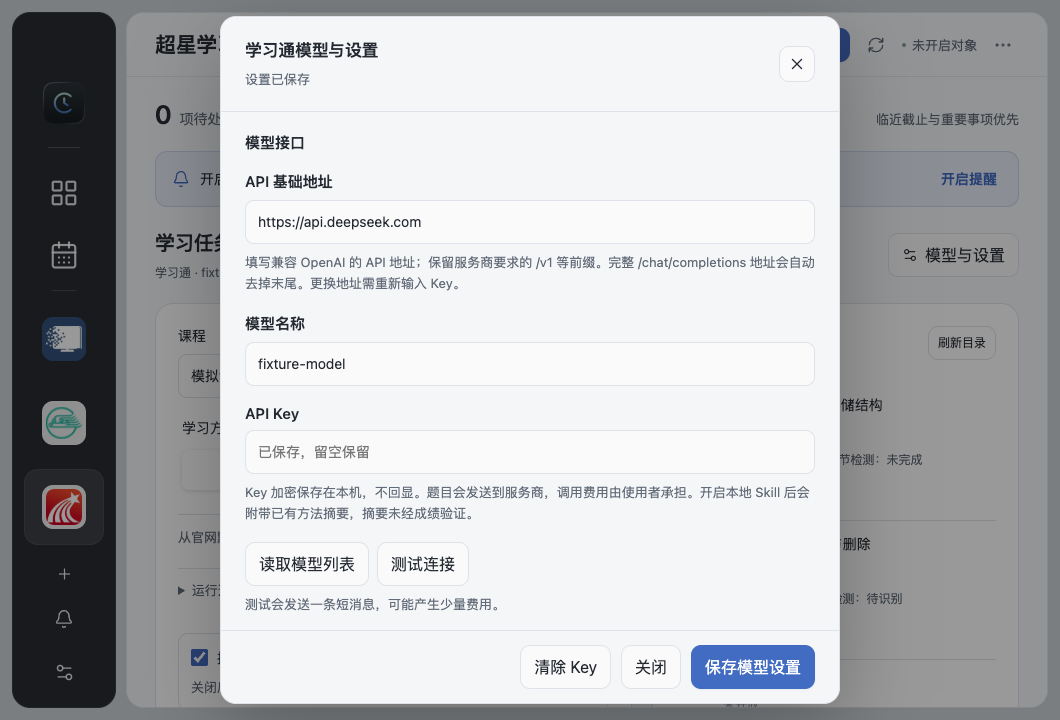 超星学
未开启对象
0 项待处
临近截止与重要事项优先
开启提醒
学习任
学习通 · fixt
模型与设置
课程
刷新目录
模拟
储结构
学习方
节检测：未完成
从官网
删除
运行
检测：待识别
学习通模型与设置
设置已保存
模型接口
API 基础地址
https://api.deepseek.com
填写兼容 OpenAI 的 API 地址；保留服务商要求的 /v1 等前缀。完整 /chat/completions 地址会自动
去掉末尾。更换地址需重新输入 Key。
模型名称
fixture-model
API Key
已保存，留空保留
Key 加密保存在本机，不回显。题目会发送到服务商，调用费用由使用者承担。开启本地 Skill 后会
附带已有方法摘要，摘要未经成绩验证。
读取模型列表
测试连接
测试会发送一条短消息，可能产生少量费用。
清除 Key
关闭
保存模型设置